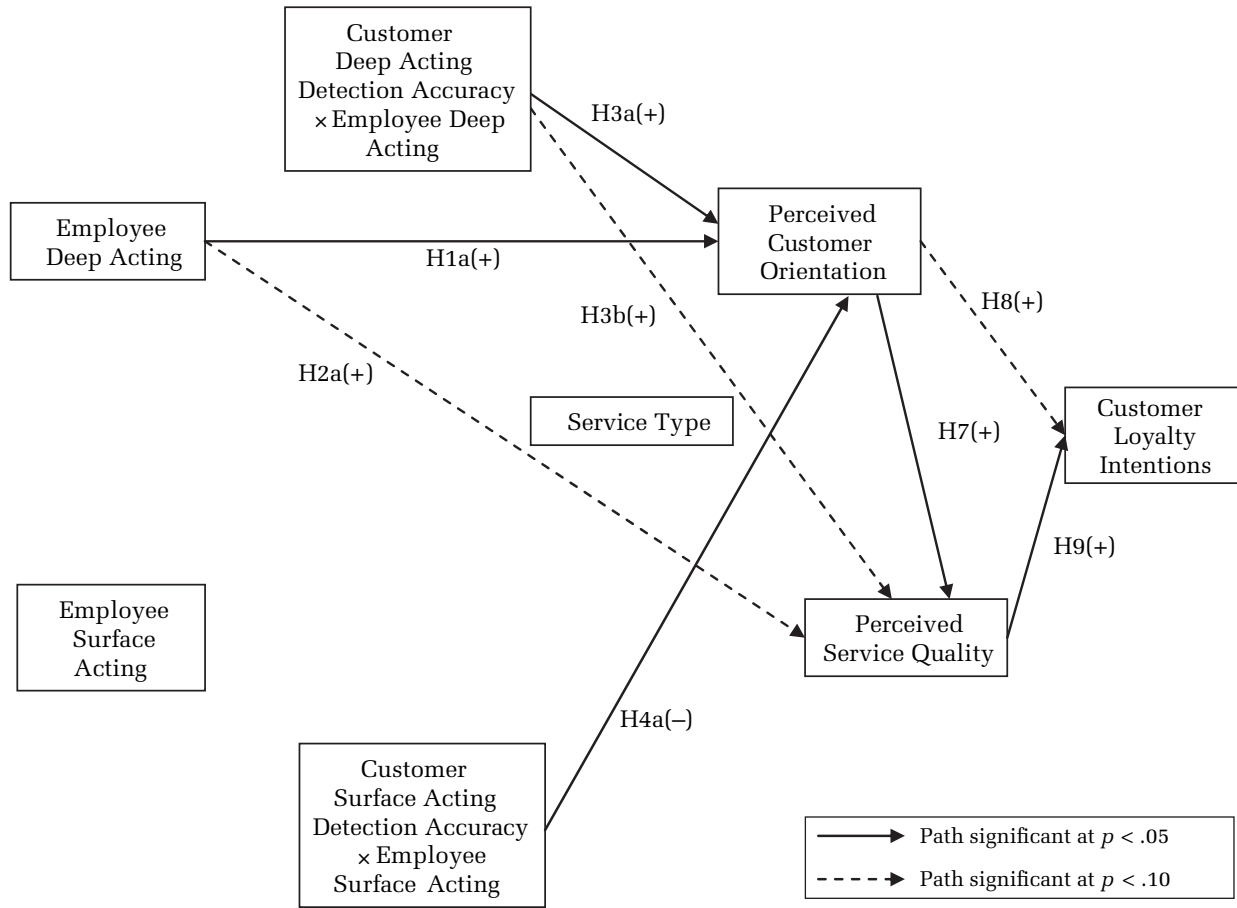 Customer
Deep Acting
Detection Accuracy
× Employee Deep
Acting
H3a(+)
Employee
Deep Acting
H1a(+)
Perceived
Customer
Orientation
H3b(+)
H8(+)
H2a(+)
Service Type
H7(+)
Customer
Loyalty
Intentions
H9(+)
Employee
Surface
Acting
Perceived
Service Quality
H4a(–)
Customer
Surface Acting
Detection Accuracy
× Employee
Surface Acting
Path significant at p < .05
Path significant at p < .10